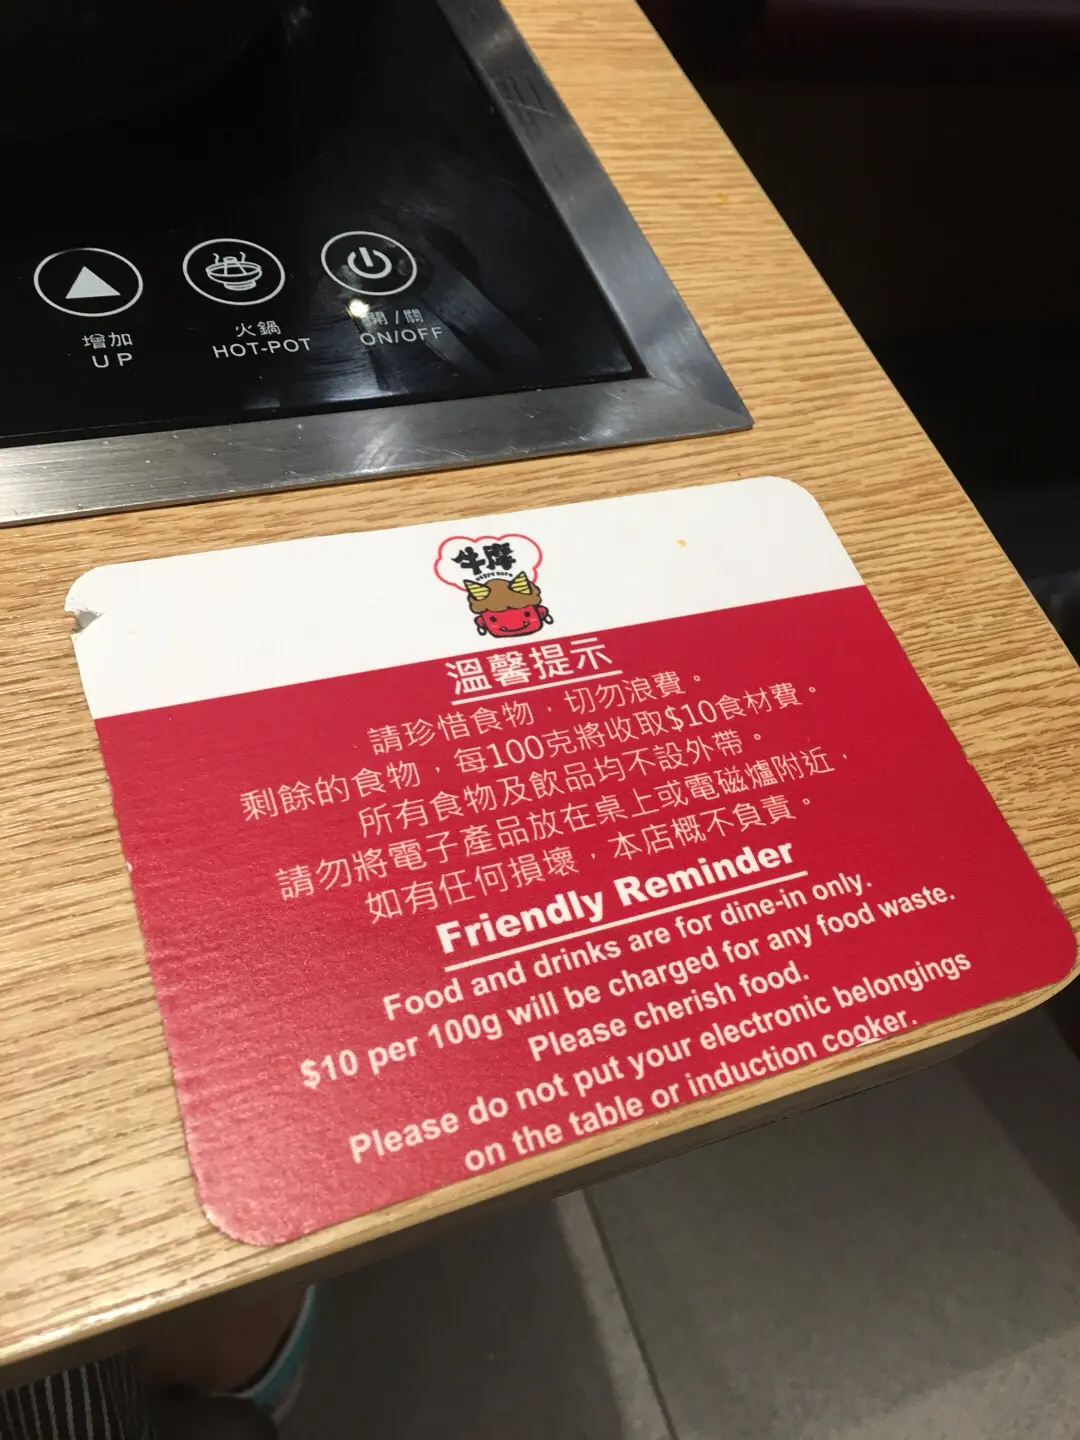 增加
UP
火鍋
HOT-POT
開/關
ON/OFF
牛摩
溫馨提示
請珍惜食物，切勿浪費。
剩餘的食物，每100克將收取$10食材費。
所有食物及飲品均不設外帶。
請勿將電子產品放在桌上或電磁爐附近，
如有任何損壞，本店概不負責。
Friendly Reminder
Food and drinks are for dine-in only.
$10 per 100g will be charged for any food waste.
Please cherish food.
Please do not put your electronic belongings
on the table or induction cooker.